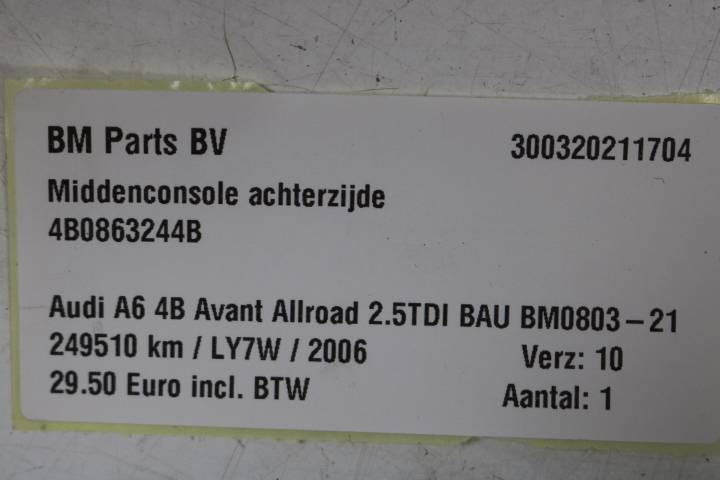 BM Parts BV 300320211704
Middenconsole achterzijde
4B0863244B
Audi A6 4B Avant Allroad 2.5TDI BAU BM0803-21
249510 km / LY7W / 2006 Verz: 10
29.50 Euro incl. BTW Aantal: 1